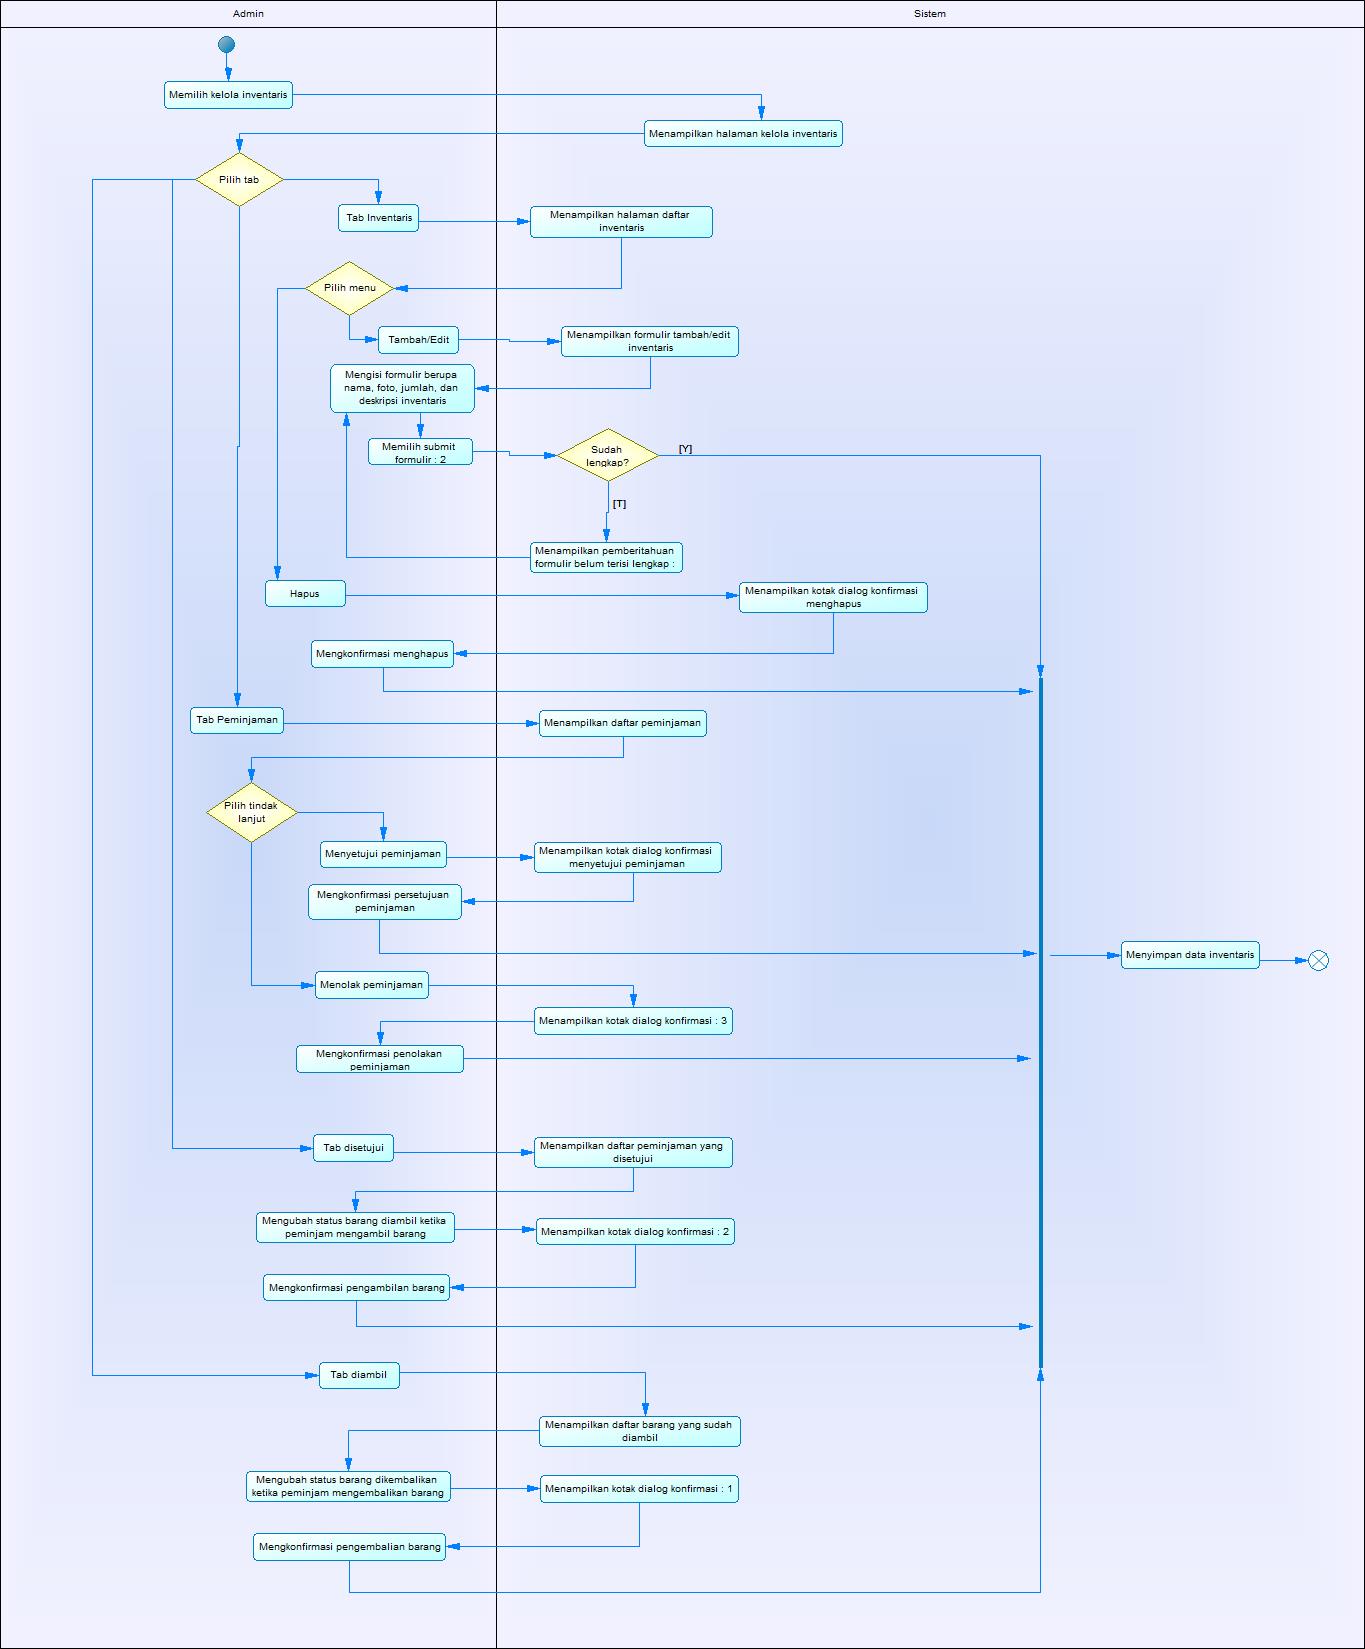 Admin
Sistem
Memilih kelola inventaris
Menampilkan halaman kelola inventaris
Pilih tab
Tab Inventaris
Menampilkan halaman daftar
inventaris
Pilih menu
Tambah/Edit
Menampilkan formulir tambah/edit
inventaris
Mengisi formulir berupa
nama, foto, jumlah, dan
deskripsi inventaris
Memilih submit
formulir : 2
Sudah
lengkap?
[Y]
[T]
Menampilkan pemberitahuan
formulir belum terisi lengkap :
Hapus
Menampilkan kotak dialog konfirmasi
menghapus
Mengkonfirmasi menghapus
Tab Peminjaman
Menampilkan daftar peminjaman
Pilih tindak
lanjut
Menyetujui peminjaman
Menampilkan kotak dialog konfirmasi
menyetujui peminjaman
Mengkonfirmasi persetujuan
peminjaman
Menyimpan data inventaris
Menolak peminjaman
Menampilkan kotak dialog konfirmasi : 3
Mengkonfirmasi penolakan
peminjaman
Tab disetujui
Menampilkan daftar peminjaman yang
disetujui
Mengubah status barang diambil ketika
peminjam mengambil barang
Menampilkan kotak dialog konfirmasi : 2
Mengkonfirmasi pengambilan barang
Tab diambil
Menampilkan daftar barang yang sudah
diambil
Mengubah status barang dikembalikan
ketika peminjam mengembalikan barang
Menampilkan kotak dialog konfirmasi : 1
Mengkonfirmasi pengembalian barang